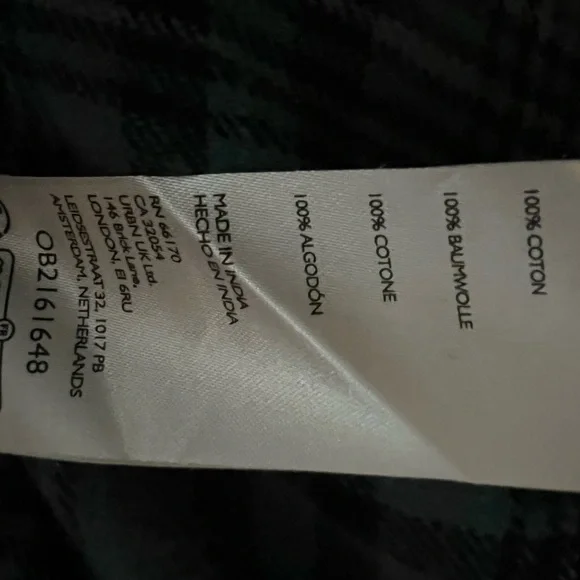 100% COTON
100% BAUMWOLLE
100% COTONE
100% ALGODÓN
MADE IN INDIA
HECHO EN INDIA
RN 66170
CA 32054
URBN UK Ltd.
146 Brick Lane,
LONDON, E1 6RU
LEIDSESTRAAT 32, 1017 PB
AMSTERDAM, NETHERLANDS
OB2161648
FR